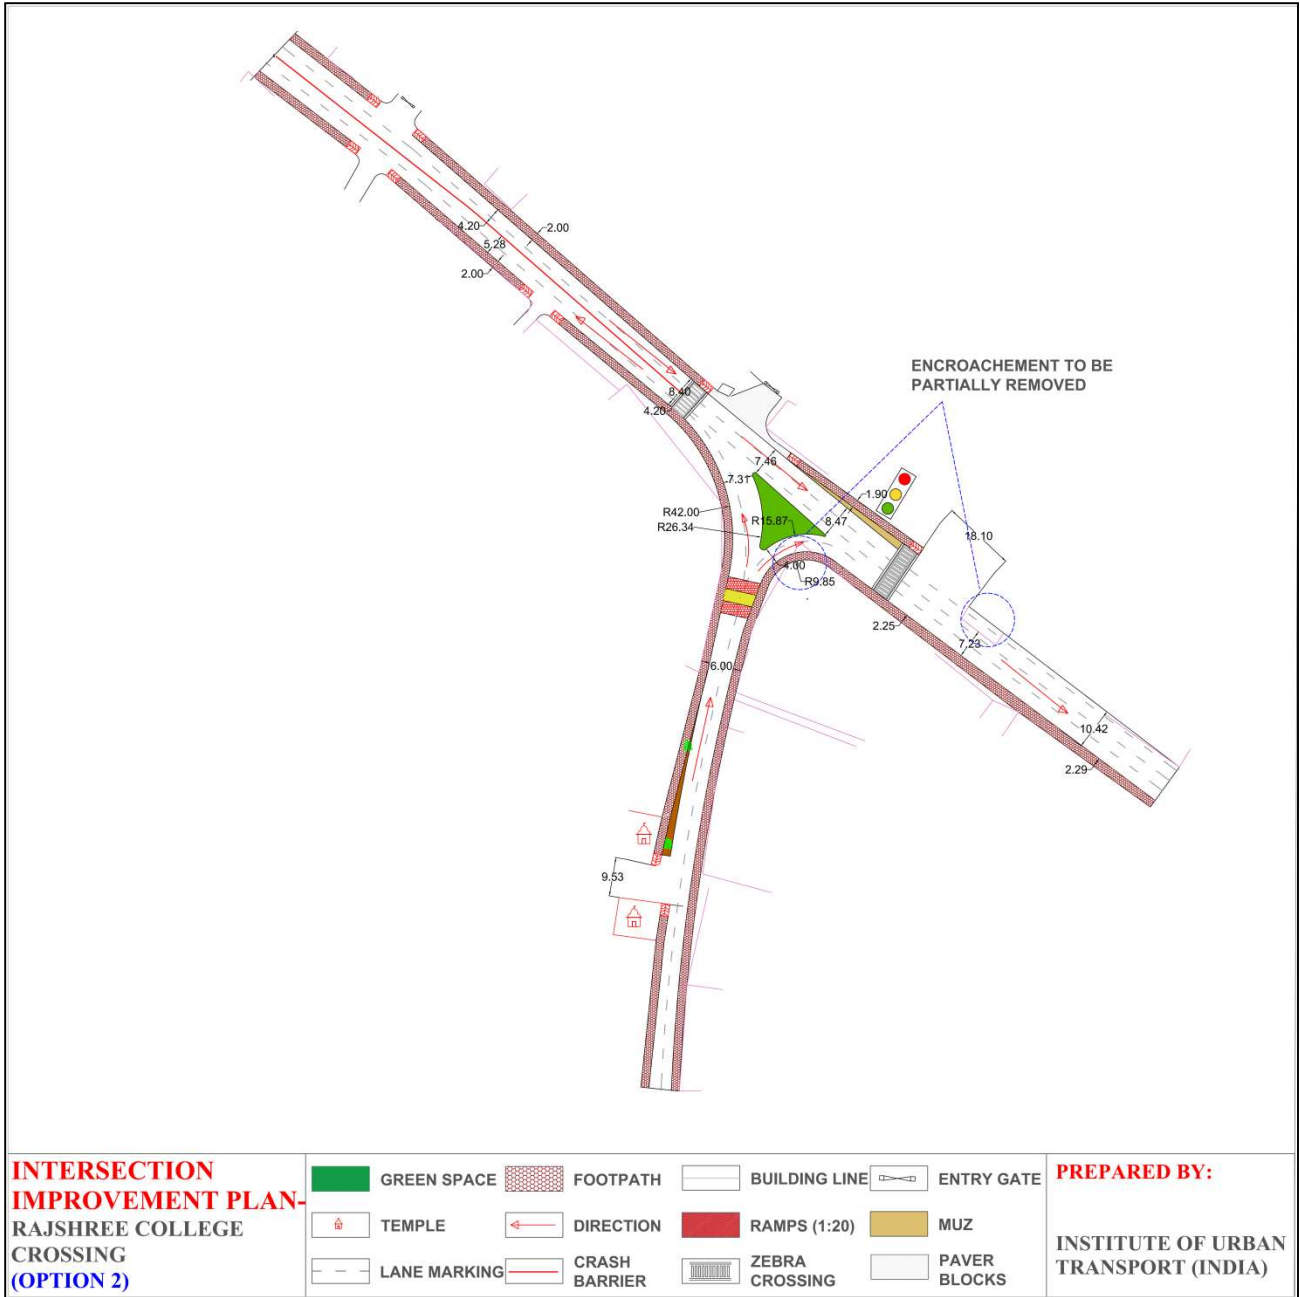 4.20
2.00
5.28
2.00
ENCROACHEMENT TO BE
PARTIALLY REMOVED
8.40
4.20
7.46
7.31
1.90
R42.00
R15.87
8.47
R26.34
18.10
4.00
R9.85
2.25
7.23
6.00
10.42
2.29
9.53
INTERSECTION
IMPROVEMENT PLAN-
RAJSHREE COLLEGE
CROSSING
(OPTION 2)
GREEN SPACE
FOOTPATH
BUILDING LINE
ENTRY GATE
TEMPLE
DIRECTION
RAMPS (1:20)
MUZ
LANE MARKING
CRASH
BARRIER
ZEBRA
CROSSING
PAVER
BLOCKS
PREPARED BY:
INSTITUTE OF URBAN
TRANSPORT (INDIA)